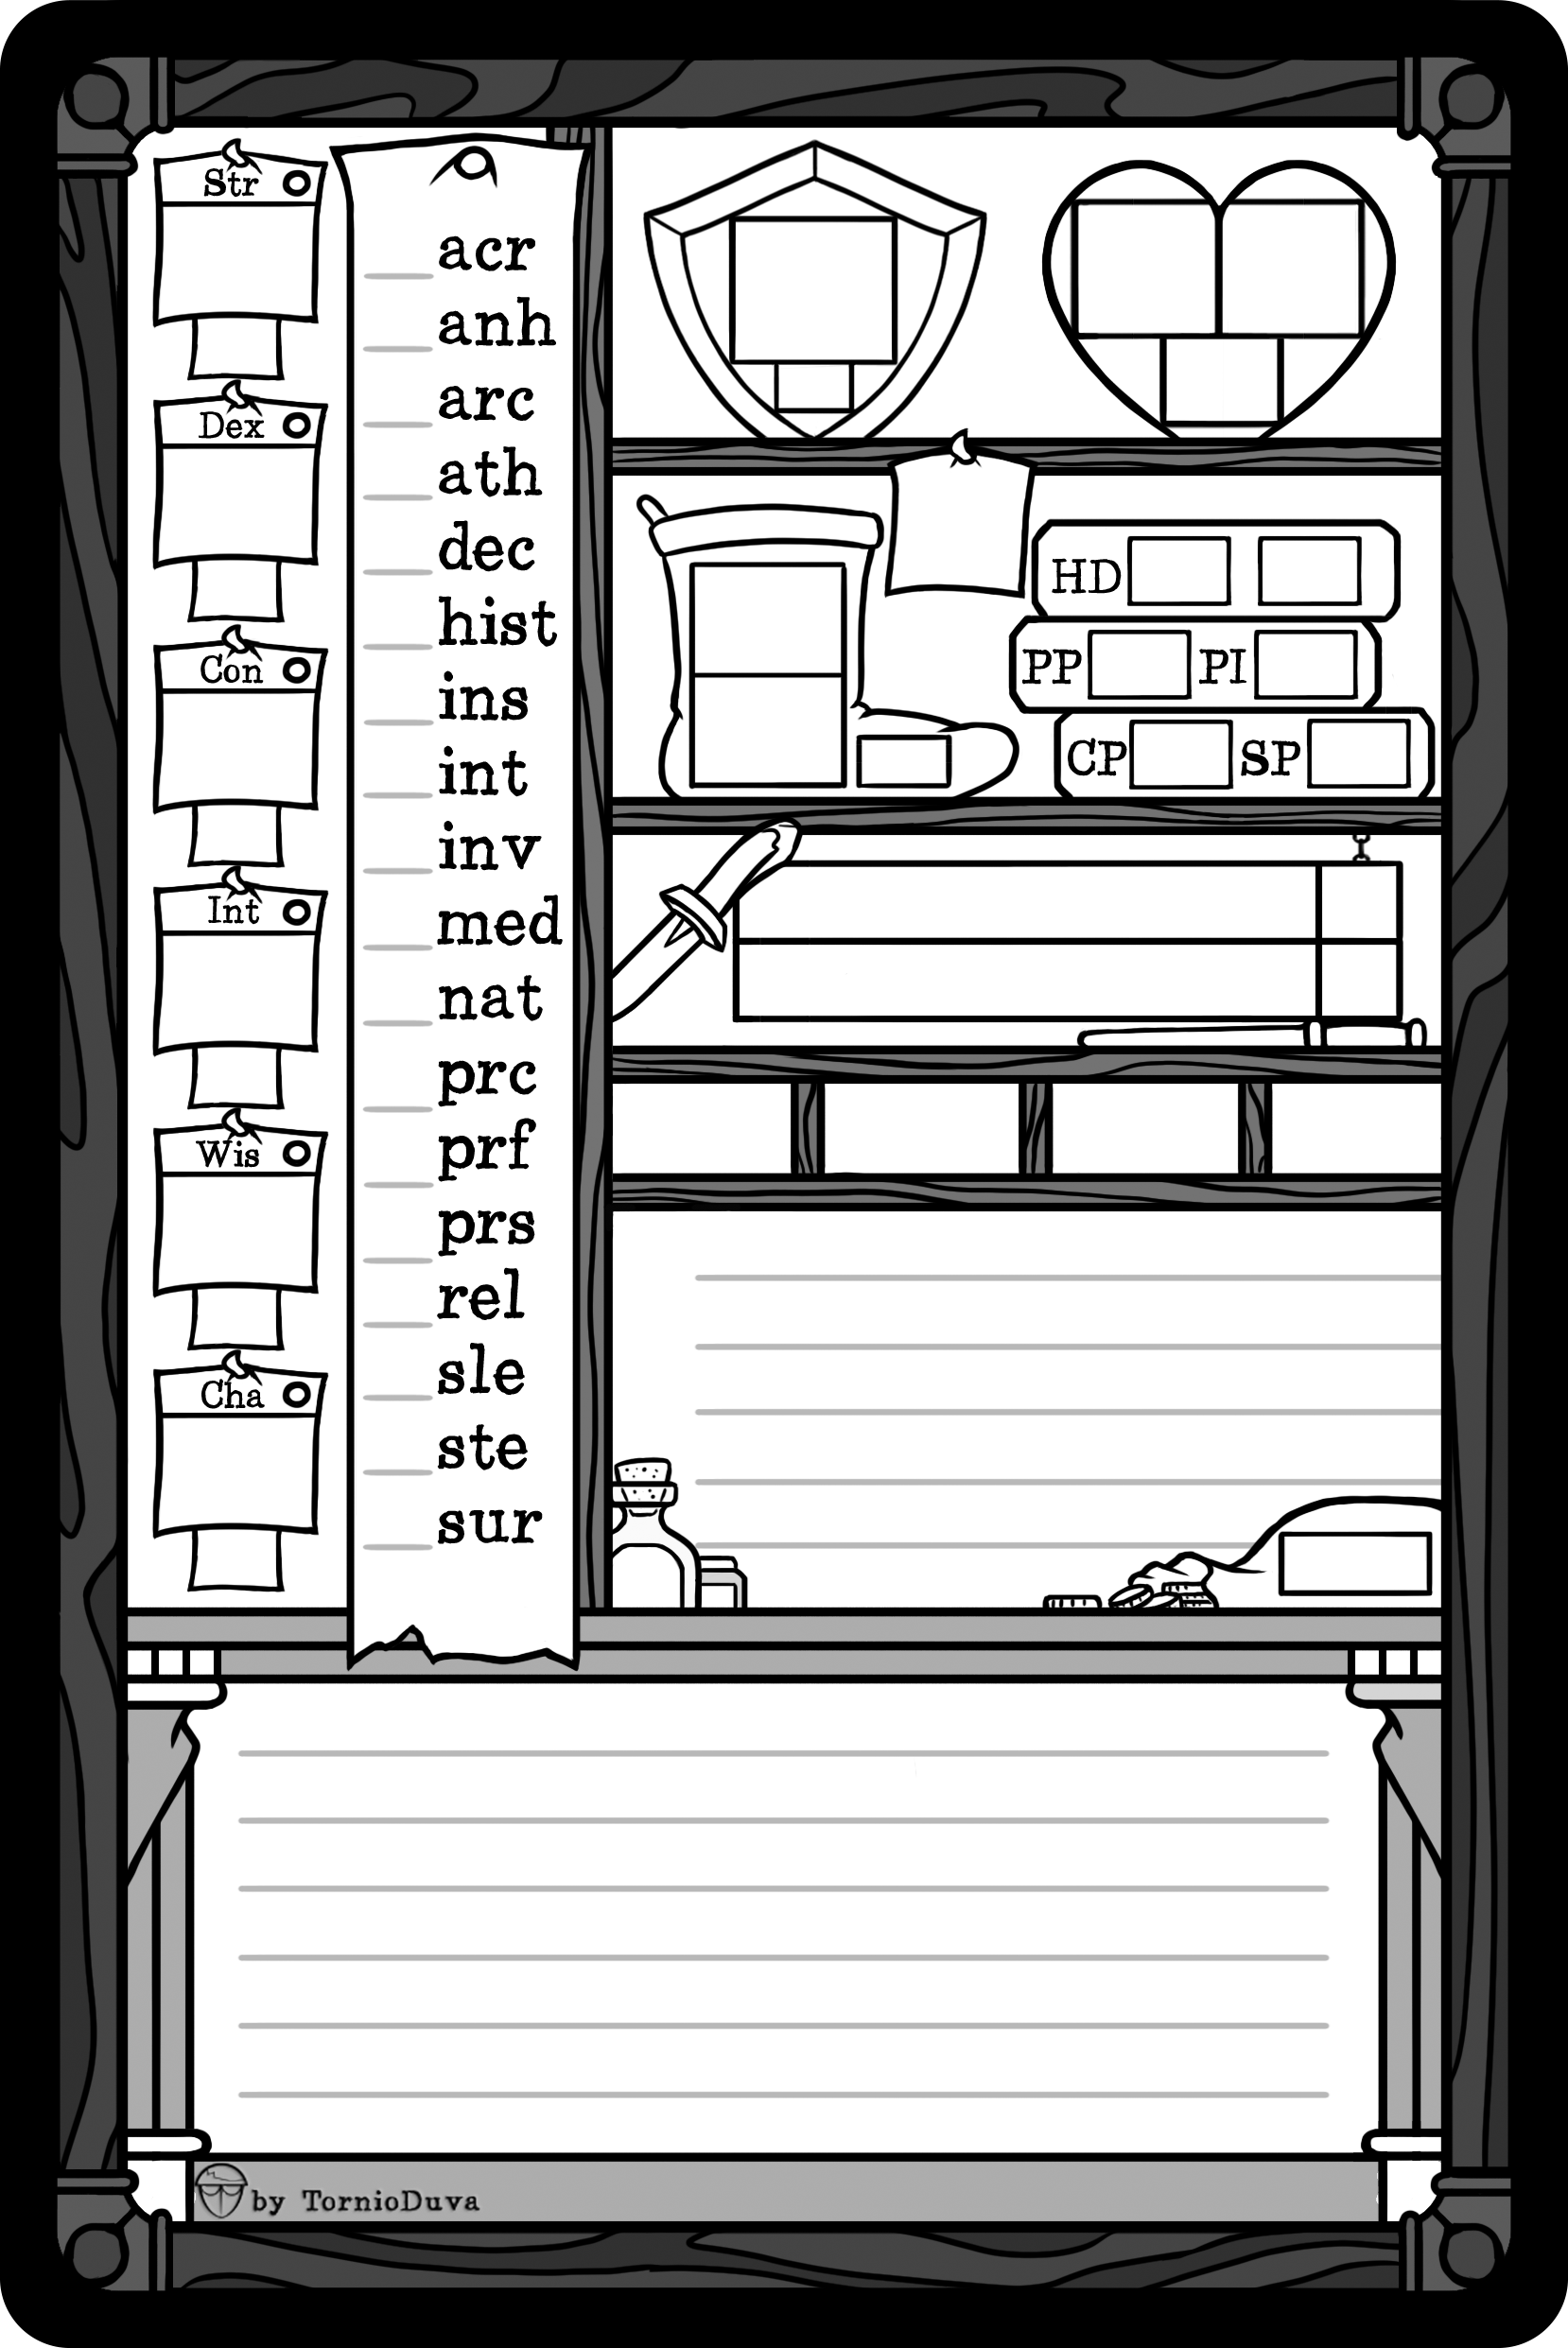 Str
Dex
Con
Int
Wis
Cha
acr
anh
arc
ath
dec
hist
ins
int
inv
med
nat
prc
prf
prs
rel
sle
ste
sur
HD
PP PI
CP SP
by TornioDuva